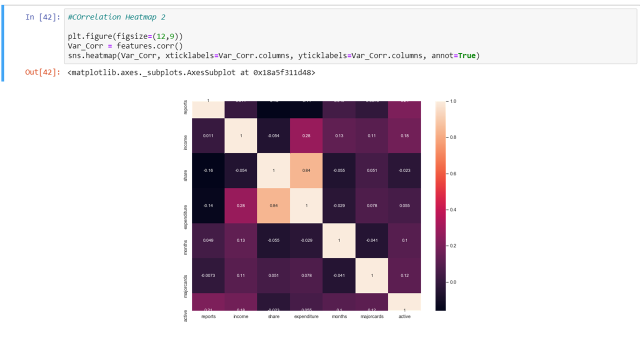 In [42]: #COrrelation Heatmap 2
plt.figure(figsize=(12,9))
Var_Corr = features.corr()
sns.heatmap(Var_Corr, xticklabels=Var_Corr.columns, yticklabels=Var_Corr.columns, annot=True)
Out[42]: <matplotlib.axes._subplots.AxesSubplot at 0x18a5f311d48>
reports 1
income 0.011 1 -0.054 0.28 0.13 0.11 0.18
share -0.16 -0.054 1 0.84 -0.055 0.051 -0.023
expenditure -0.14 0.28 0.84 1 -0.029 0.078 0.055
months 0.049 0.13 -0.055 -0.029 1 -0.041 0.1
majorcards -0.0073 0.11 0.051 0.078 -0.041 1 0.12
active
reports income share expenditure months majorcards active
1.0
0.8
0.6
0.4
0.2
0.0